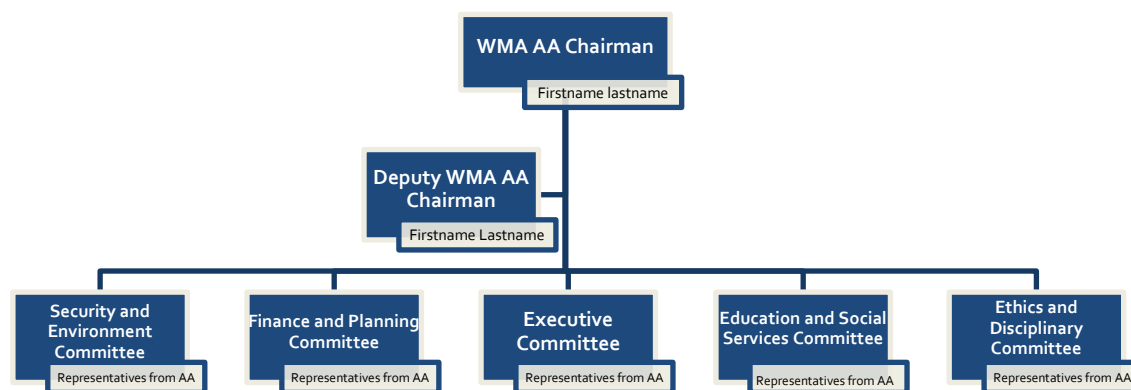 WMA AA Chairman
Firstname lastname
Deputy WMA AA
Chairman
Firstname Lastname
Security and
Environment
Committee
Representatives from AA
Finance and Planning
Committee
Representatives from AA
Executive
Committee
Representatives from AA
Education and Social
Services Committee
Representatives from AA
Ethics and
Disciplinary
Committee
Representatives from AA